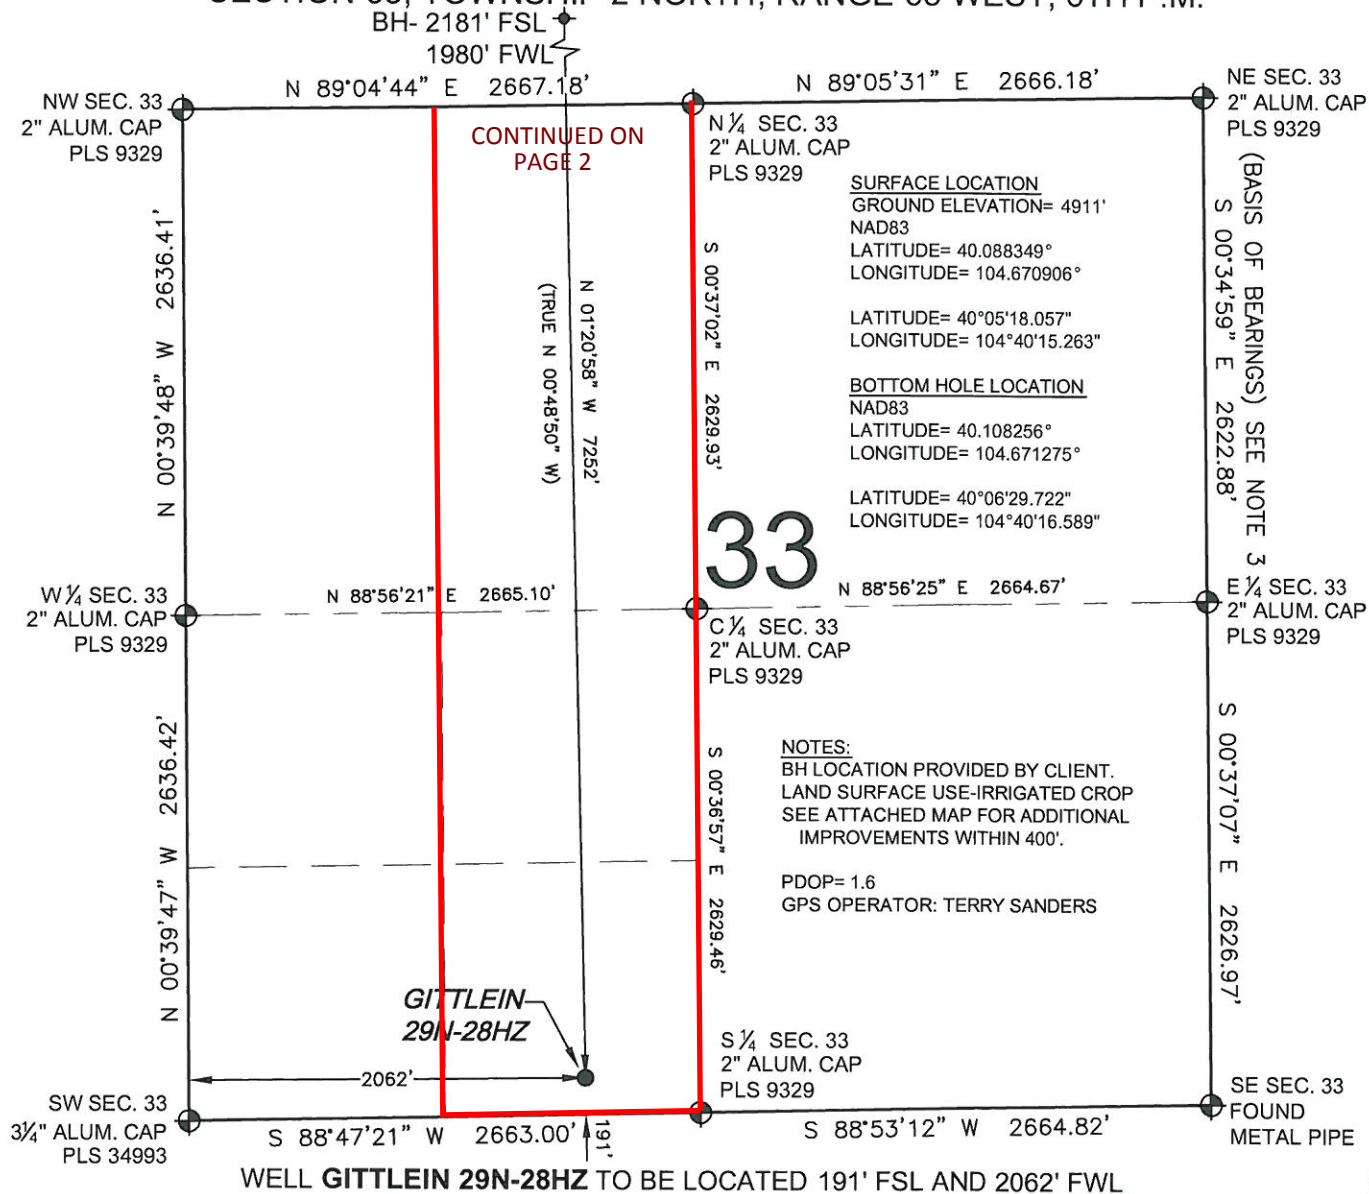 BH- 2181' FSL
1980' FWL
N 89°04'44" E 2667.18'
N 89°05'31" E 2666.18'
NW SEC. 33
2" ALUM. CAP
PLS 9329
CONTINUED ON
PAGE 2
N 1/4 SEC. 33
2" ALUM. CAP
PLS 9329
NE SEC. 33
2" ALUM. CAP
PLS 9329
SURFACE LOCATION
GROUND ELEVATION= 4911'
NAD83
LATITUDE= 40.088349°
LONGITUDE= 104.670906°
LATITUDE= 40°05'18.057"
LONGITUDE= 104°40'15.263"
BOTTOM HOLE LOCATION
NAD83
LATITUDE= 40.108256°
LONGITUDE= 104.671275°
LATITUDE= 40°06'29.722"
LONGITUDE= 104°40'16.589"
N 00°39'48" W 2636.41'
N 01°20'58" W 7252'
(TRUE N 00°48'50" W)
S 00°37'02" E 2629.93'
S 00°34'59" E 2622.88'
(BASIS OF BEARINGS) SEE NOTE 3
33
W 1/4 SEC. 33
2" ALUM. CAP
PLS 9329
N 88°56'21" E 2665.10'
N 88°56'25" E 2664.67'
C 1/4 SEC. 33
2" ALUM. CAP
PLS 9329
E 1/4 SEC. 33
2" ALUM. CAP
PLS 9329
NOTES:
BH LOCATION PROVIDED BY CLIENT.
LAND SURFACE USE-IRRIGATED CROP
SEE ATTACHED MAP FOR ADDITIONAL
IMPROVEMENTS WITHIN 400'.
PDOP= 1.6
GPS OPERATOR: TERRY SANDERS
N 00°39'47" W 2636.42'
S 00°36'57" E 2629.46'
S 00°37'07" E 2626.97'
GITTLEIN
29N-28HZ
2062'
S 1/4 SEC. 33
2" ALUM. CAP
PLS 9329
SW SEC. 33
3 1/4" ALUM. CAP
PLS 34993
SE SEC. 33
FOUND
METAL PIPE
S 88°47'21" W 2663.00'
191'
S 88°53'12" W 2664.82'
WELL GITTLEIN 29N-28HZ TO BE LOCATED 191' FSL AND 2062' FWL